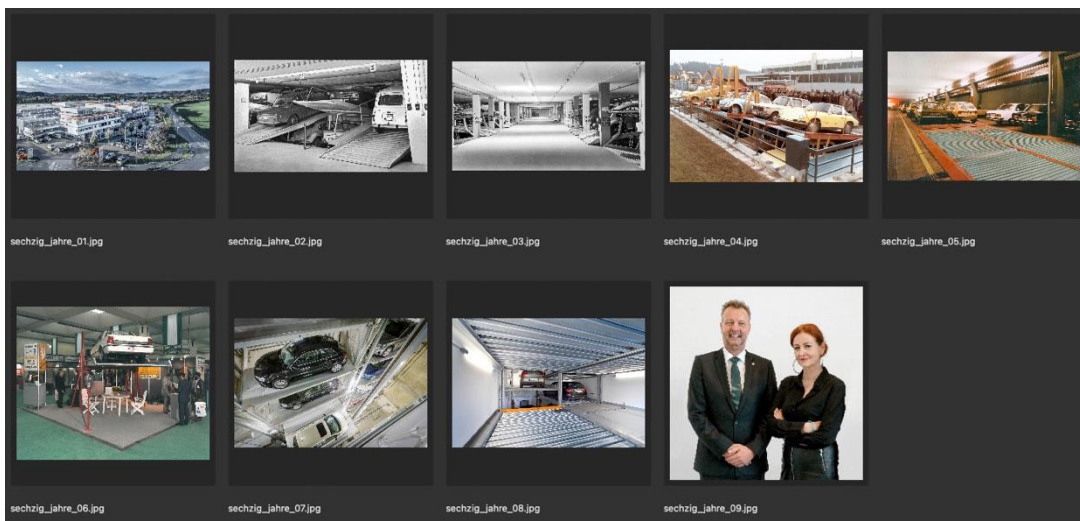 sechzig_jahre_01.jpg
sechzig_jahre_02.jpg
sechzig_jahre_03.jpg
sechzig_jahre_04.jpg
sechzig_jahre_05.jpg
sechzig_jahre_06.jpg
sechzig_jahre_07.jpg
sechzig_jahre_08.jpg
sechzig_jahre_09.jpg